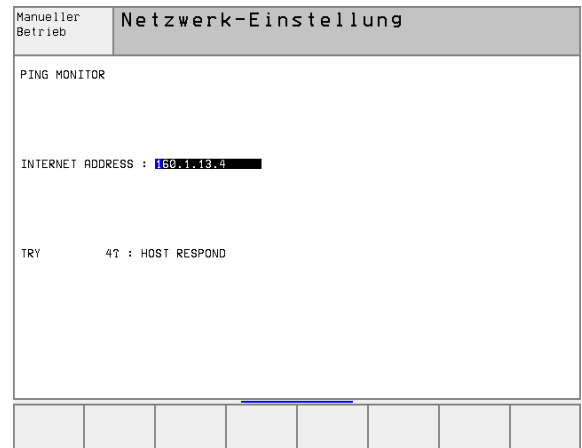 Manueller
Betrieb
Netzwerk-Einstellung
PING MONITOR
INTERNET ADDRESS : 160.1.13.4
TRY 47 : HOST RESPOND